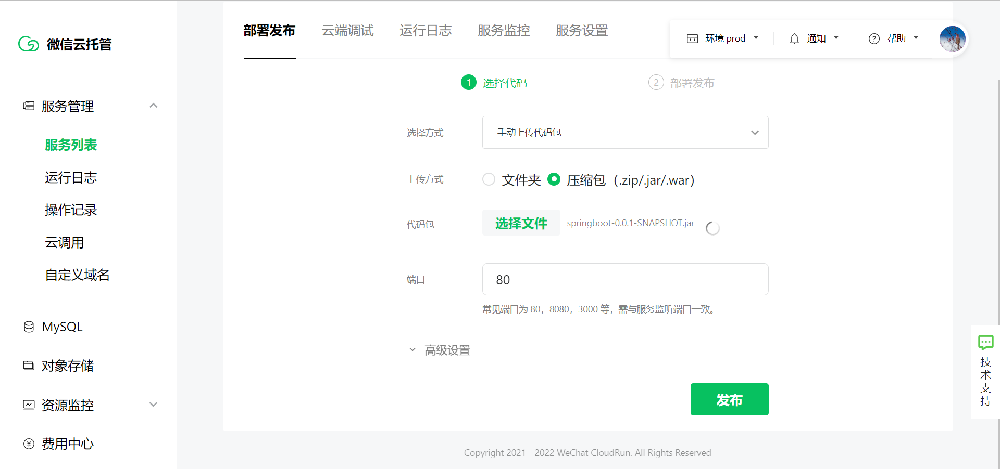 微信云托管
服务管理
服务列表
运行日志
操作记录
云调用
自定义域名
MySQL
对象存储
资源监控
费用中心
部署发布 云端调试 运行日志 服务监控 服务设置
环境 prod 通知 帮助
1 选择代码 2 部署发布
选择方式 手动上传代码包
上传方式 文件夹 压缩包（.zip/.jar/.war）
代码包 选择文件 springboot-0.0.1-SNAPSHOT.jar
端口 80
常见端口为 80，8080，3000 等，需与服务监听端口一致。
高级设置
发布
Copyright 2021 - 2022 WeChat CloudRun. All Rights Reserved
技
术
支
持